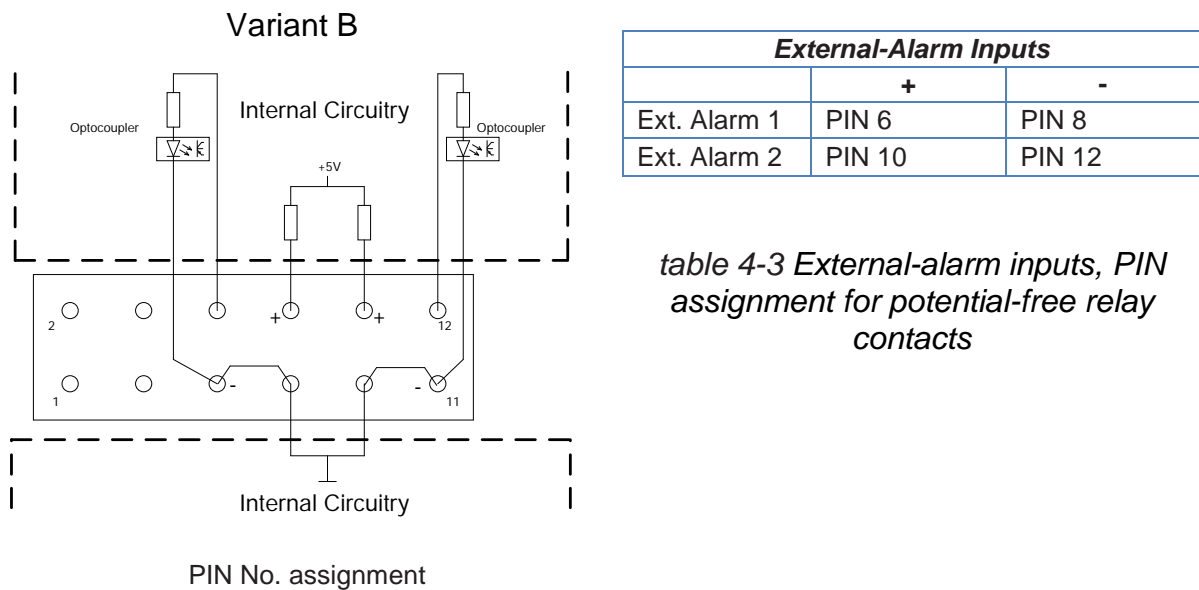 Variant B
Internal Circuitry
Optocoupler
Optocoupler
+5V
2
+
+
12
1
-
-
11
Internal Circuitry
PIN No. assignment
External-Alarm Inputs
+ -
Ext. Alarm 1 PIN 6 PIN 8
Ext. Alarm 2 PIN 10 PIN 12
table 4-3 External-alarm inputs, PIN
assignment for potential-free relay
contacts